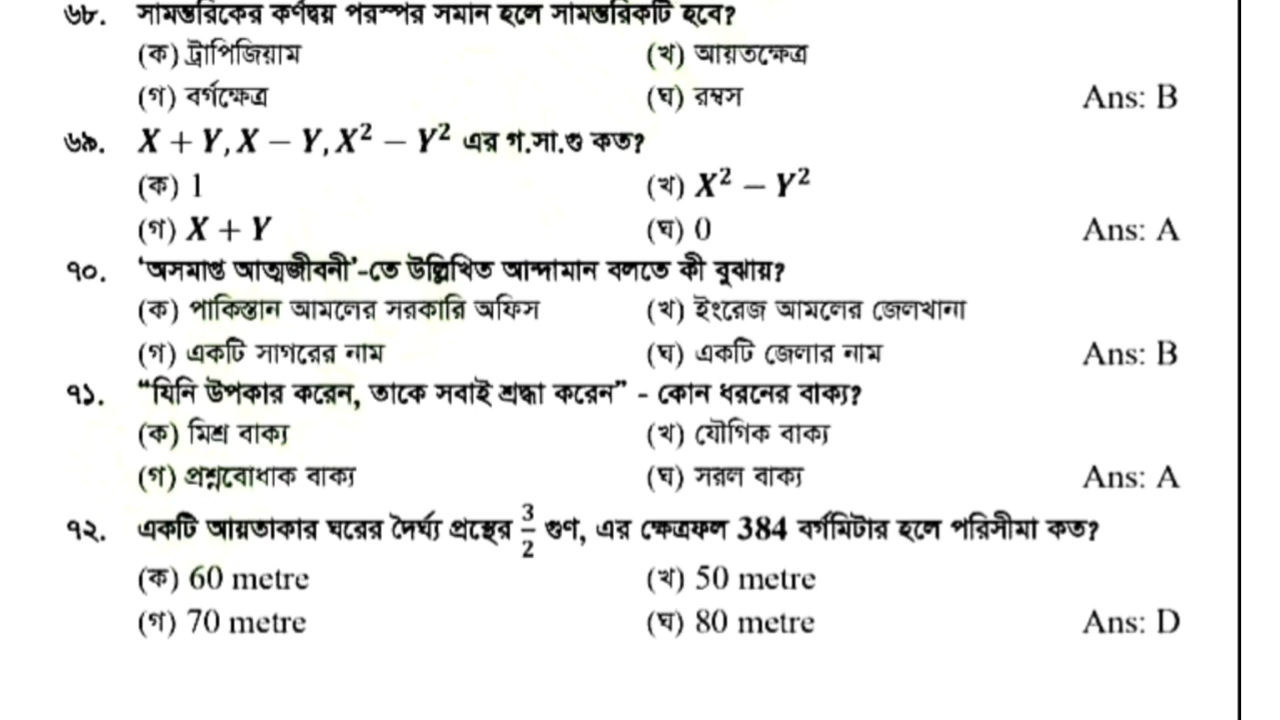 ৬৮. সামন্তরিকের কর্ণদ্বয় পরস্পর সমান হলে সামন্তরিকটি হবে?
(ক) ট্রাপিজিয়াম (খ) আয়তক্ষেত্র
(গ) বর্গক্ষেত্র (ঘ) রম্বস Ans: B
৬৯. X + Y, X – Y, X² – Y² এর গ.সা.গু কত?
(ক) 1 (খ) X² – Y²
(গ) X + Y (ঘ) 0 Ans: A
৭০. ‘অসমাপ্ত আত্মজীবনী’-তে উল্লিখিত আন্দামান বলতে কী বুঝায়?
(ক) পাকিস্তান আমলের সরকারি অফিস (খ) ইংরেজ আমলের জেলখানা
(গ) একটি সাগরের নাম (ঘ) একটি জেলার নাম Ans: B
৭১. “যিনি উপকার করেন, তাকে সবাই শ্রদ্ধা করেন” - কোন ধরনের বাক্য?
(ক) মিশ্র বাক্য (খ) যৌগিক বাক্য
(গ) প্রশ্নবোধাক বাক্য (ঘ) সরল বাক্য Ans: A
৭২. একটি আয়তাকার ঘরের দৈর্ঘ্য প্রস্থের 3/2 গুণ, এর ক্ষেত্রফল 384 বর্গমিটার হলে পরিসীমা কত?
(ক) 60 metre (খ) 50 metre
(গ) 70 metre (ঘ) 80 metre Ans: D